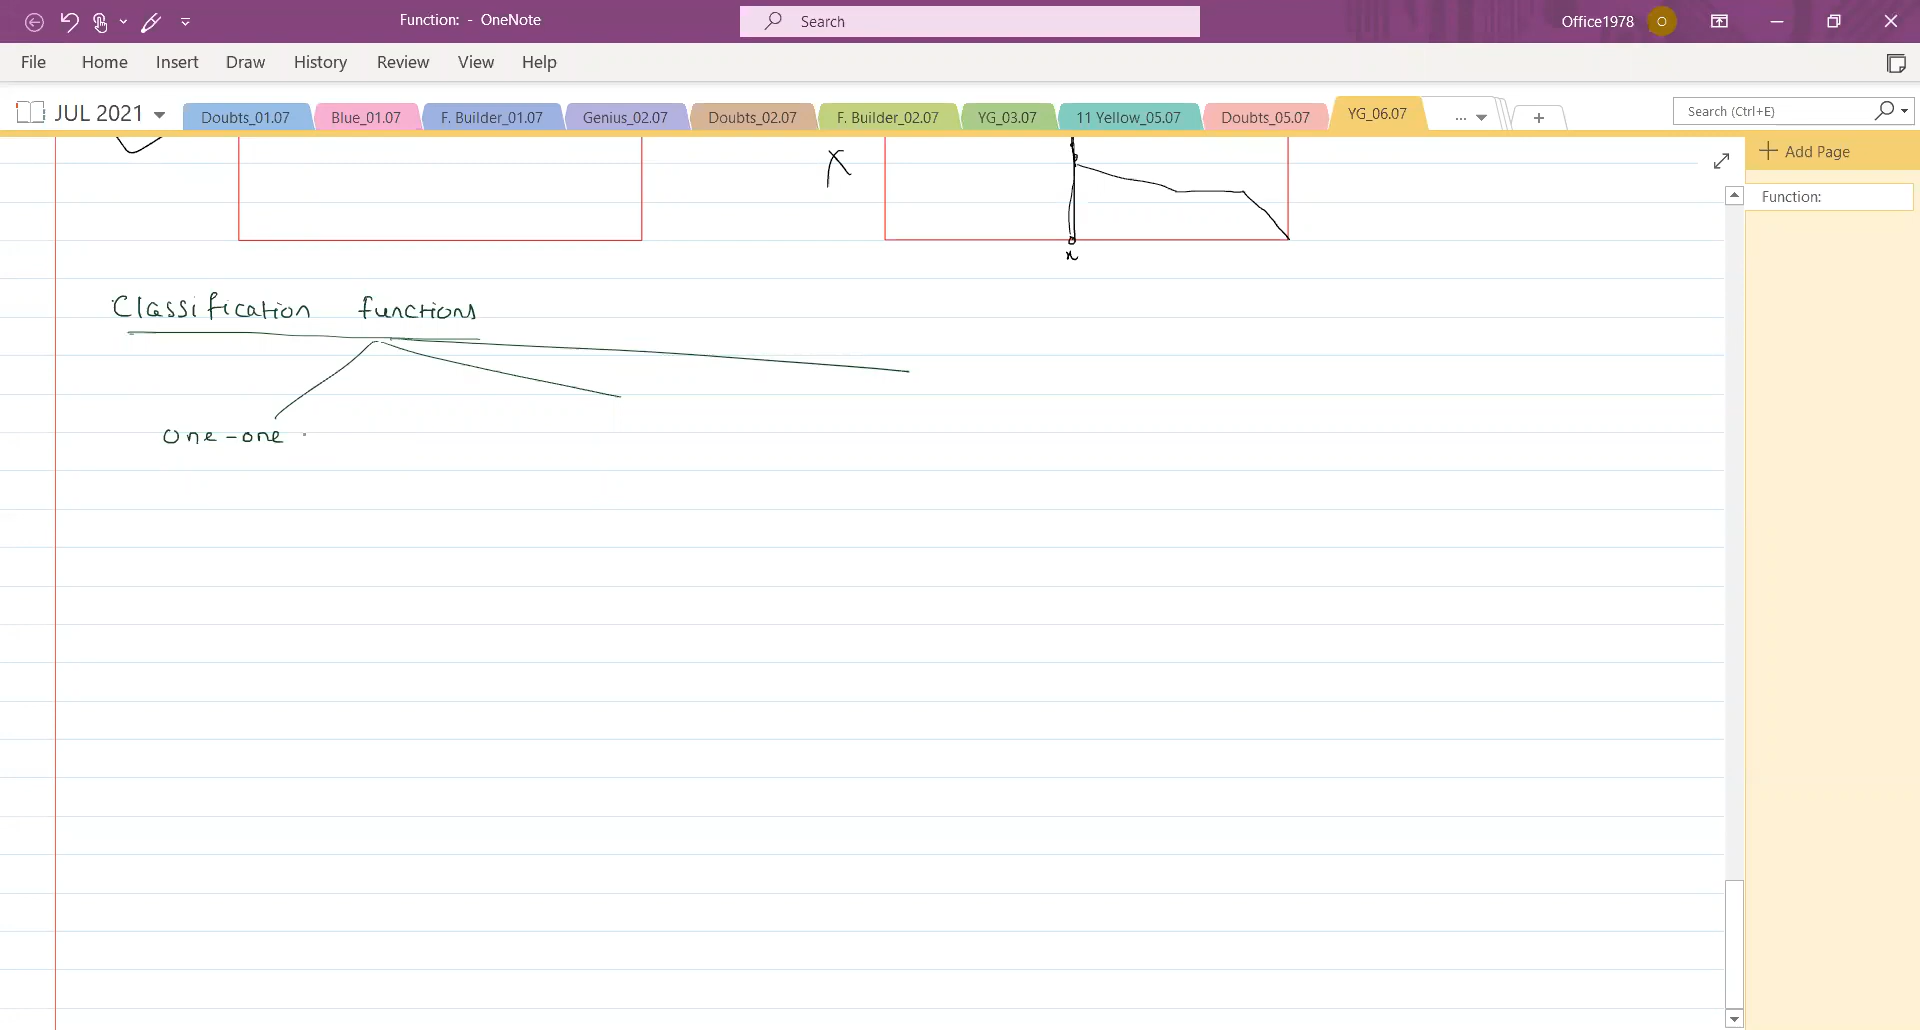 Function: - OneNote
Search
Office1978
O
File Home Insert Draw History Review View Help
JUL 2021
Doubts_01.07 Blue_01.07 F. Builder_01.07 Genius_02.07 Doubts_02.07 F. Builder_02.07 YG_03.07 11 Yellow_05.07 Doubts_05.07 YG_06.07 ...
Search (Ctrl+E)
Add Page
Function:
x
Classification functions
One-one